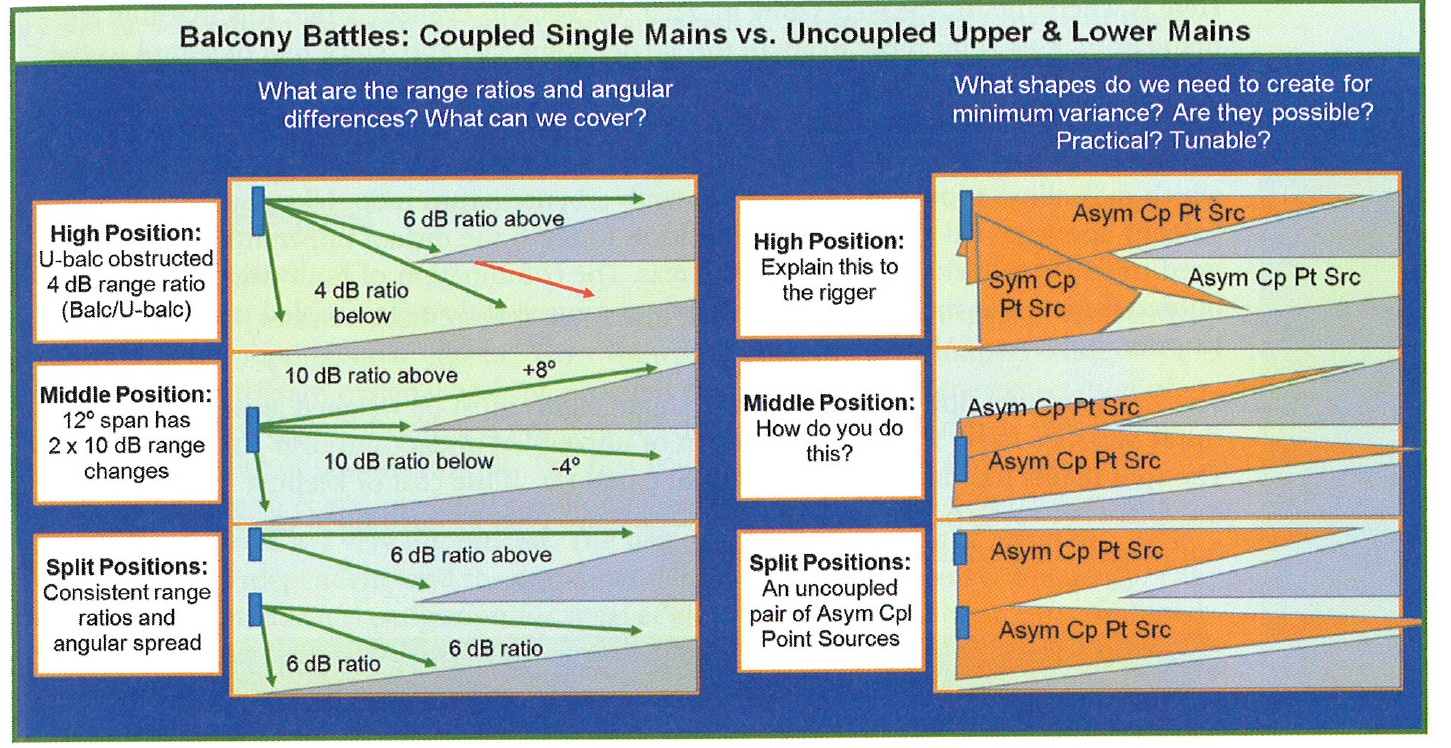 Balcony Battles: Coupled Single Mains vs. Uncoupled Upper & Lower Mains
What are the range ratios and angular
differences? What can we cover?
High Position:
U-balc obstructed
4 dB range ratio
(Balc/U-balc)
6 dB ratio above
4 dB ratio
below
Middle Position:
12º span has
2 x 10 dB range
changes
10 dB ratio above
+8º
10 dB ratio below
-4º
Split Positions:
Consistent range
ratios and
angular spread
6 dB ratio above
6 dB ratio
6 dB ratio
What shapes do we need to create for
minimum variance? Are they possible?
Practical? Tunable?
High Position:
Explain this to
the rigger
Asym Cp Pt Src
Sym Cp
Pt Src
Asym Cp Pt Src
Middle Position:
How do you do
this?
Asym Cp Pt Src
Asym Cp Pt Src
Split Positions:
An uncoupled
pair of Asym Cpl
Point Sources
Asym Cp Pt Src
Asym Cp Pt Src